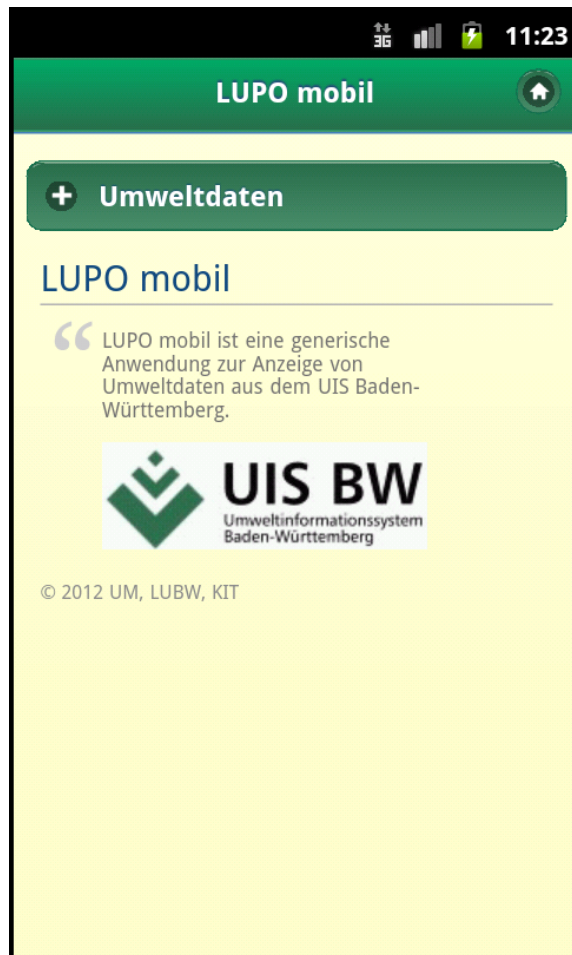 3G 11:23
LUPO mobil
Umweltdaten
LUPO mobil
“ LUPO mobil ist eine generische
Anwendung zur Anzeige von
Umweltdaten aus dem UIS Baden-
Württemberg.
UIS BW
Umweltinformationssystem
Baden-Württemberg
© 2012 UM, LUBW, KIT